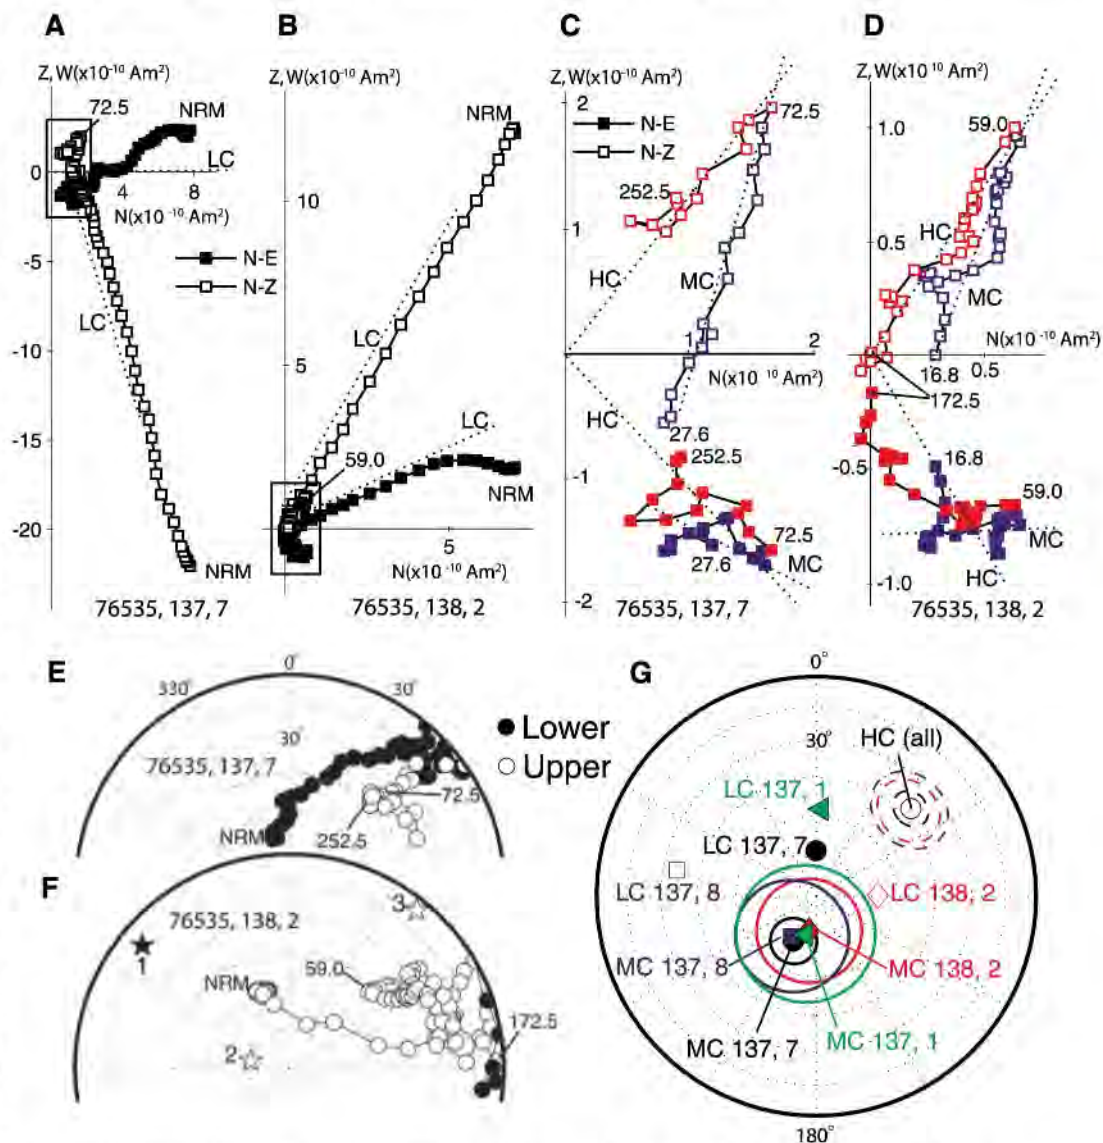 A
Z, W(x10⁻¹⁰ Am²)
72.5
NRM
LC
0
4
8
N(x10⁻¹⁰ Am²)
N-E
N-Z
-5
LC
-10
-15
-20
NRM
76535, 137, 7
B
Z, W(x10⁻¹⁰ Am²)
NRM
10
LC
5
LC
59.0
NRM
5
N(x10⁻¹⁰ Am²)
76535, 138, 2
C
Z, W(x10⁻¹⁰ Am²)
2
72.5
N-E
N-Z
252.5
1
HC
MC
1
2
N(x10⁻¹⁰ Am²)
HC
27.6
252.5
-1
72.5
27.6
MC
-2
76535, 137, 7
D
Z, W(x10¹⁰ Am²)
1.0
59.0
0.5
HC
MC
N(x10⁻¹⁰ Am²)
16.8
0.5
172.5
-0.5
16.8
59.0
MC
HC
-1.0
76535, 138, 2
E
0°
330°
30°
30°
76535, 137, 7
72.5
NRM
252.5
Lower
Upper
F
76535, 138, 2
3
1
59.0
NRM
172.5
2
G
0°
30°
HC (all)
LC 137, 1
LC 137, 7
LC 137, 8
LC 138, 2
MC 137, 8
MC 138, 2
MC 137, 7
MC 137, 1
180°